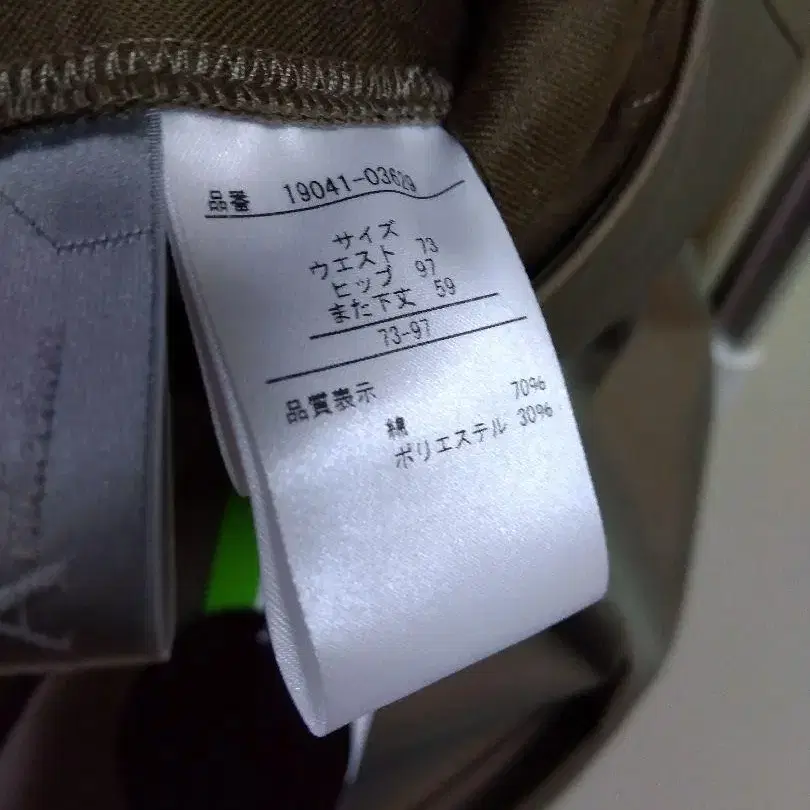 品番 19041-03629
サイズ
ウエスト 73
ヒップ 97
また下丈 59
73-97
品質表示
綿 70%
ポリエステル 30%
A